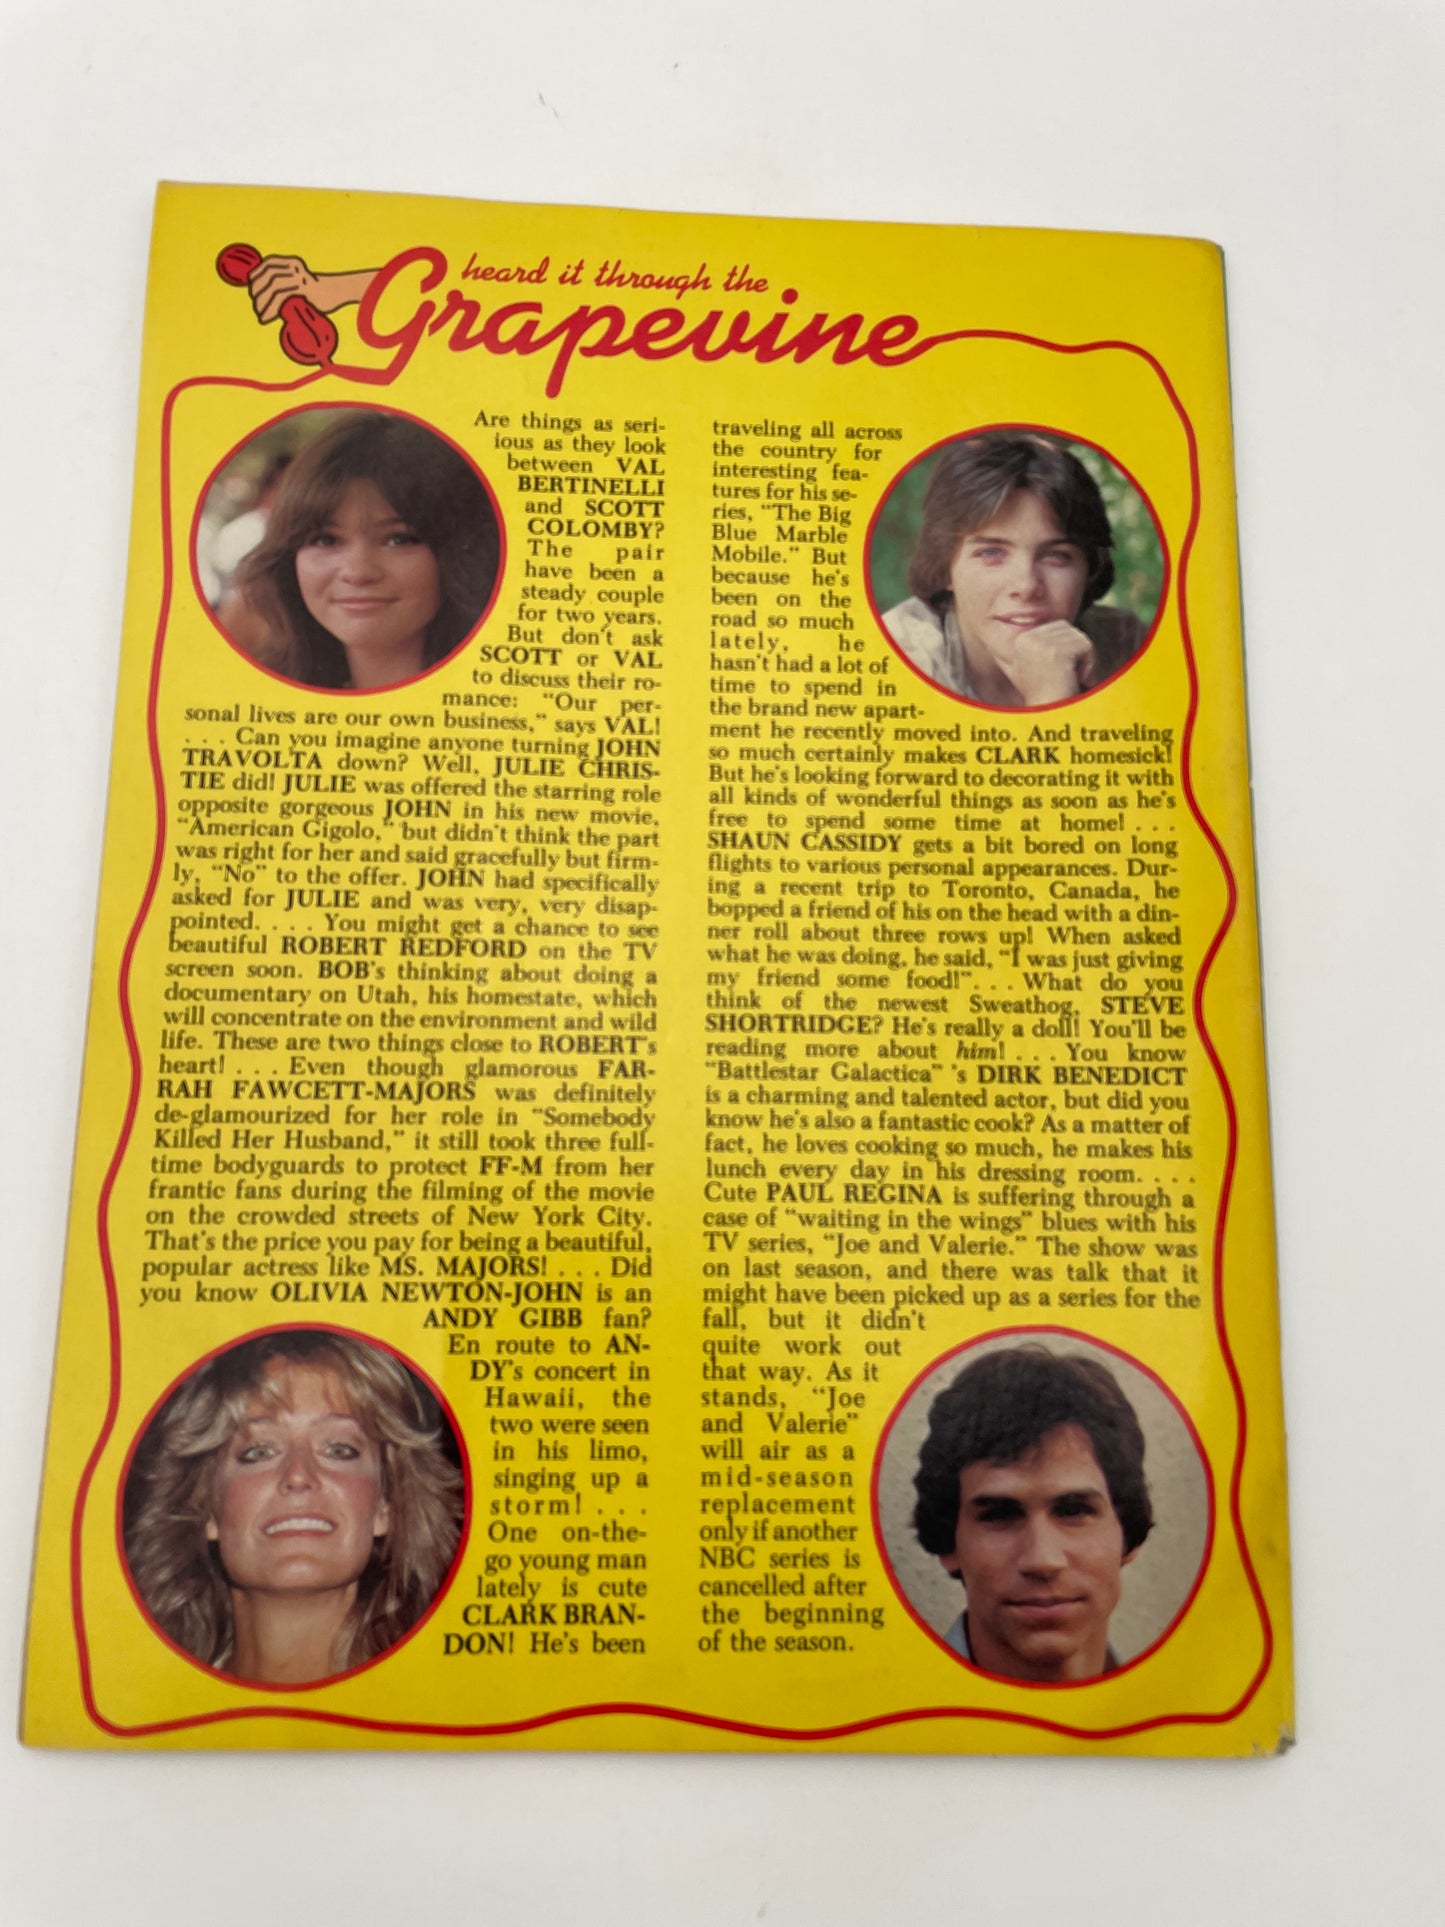 heard it through the
Grapevine
Are things as seri-
ious as they look
between VAL
BERTINELLI
and SCOTT
COLOMBY?
The pair
have been a
steady couple
for two years.
But don't ask
SCOTT or VAL
to discuss their ro-
mance: "Our per-
sonal lives are our own business," says VAL!
. . . Can you imagine anyone turning JOHN
TRAVOLTA down? Well, JULIE CHRIS-
TIE did! JULIE was offered the starring role
opposite gorgeous JOHN in his new movie,
"American Gigolo," but didn't think the part
was right for her and said gracefully but firm-
ly, "No" to the offer. JOHN had specifically
asked for JULIE and was very, very disap-
pointed. . . . You might get a chance to see
beautiful ROBERT REDFORD on the TV
screen soon. BOB's thinking about doing a
documentary on Utah, his homestate, which
will concentrate on the environment and wild
life. These are two things close to ROBERT's
heart! . . . Even though glamorous FAR-
RAH FAWCETT-MAJORS was definitely
de-glamourized for her role in "Somebody
Killed Her Husband," it still took three full-
time bodyguards to protect FF-M from her
frantic fans during the filming of the movie
on the crowded streets of New York City.
That's the price you pay for being a beautiful,
popular actress like MS. MAJORS! . . . Did
you know OLIVIA NEWTON-JOHN is an
ANDY GIBB fan?
En route to AN-
DY's concert in
Hawaii, the
two were seen
in his limo,
singing up a
storm! . . .
One on-the-
go young man
lately is cute
CLARK BRAN-
DON! He's been
traveling all across
the country for
interesting fea-
tures for his se-
ries, "The Big
Blue Marble
Mobile." But
because he's
been on the
road so much
lately, he
hasn't had a lot of
time to spend in
the brand new apart-
ment he recently moved into. And traveling
so much certainly makes CLARK homesick!
But he's looking forward to decorating it with
all kinds of wonderful things as soon as he's
free to spend some time at home! . . .
SHAUN CASSIDY gets a bit bored on long
flights to various personal appearances. Dur-
ing a recent trip to Toronto, Canada, he
bopped a friend of his on the head with a din-
ner roll about three rows up! When asked
what he was doing, he said, "I was just giving
my friend some food!". . . What do you
think of the newest Sweathog, STEVE
SHORTRIDGE? He's really a doll! You'll be
reading more about him! . . . You know
"Battlestar Galactica" 's DIRK BENEDICT
is a charming and talented actor, but did you
know he's also a fantastic cook? As a matter of
fact, he loves cooking so much, he makes his
lunch every day in his dressing room. . . .
Cute PAUL REGINA is suffering through a
case of "waiting in the wings" blues with his
TV series, "Joe and Valerie." The show was
on last season, and there was talk that it
might have been picked up as a series for the
fall, but it didn't
quite work out
that way. As it
stands, "Joe
and Valerie"
will air as a
mid-season
replacement
only if another
NBC series is
cancelled after
the beginning
of the season.